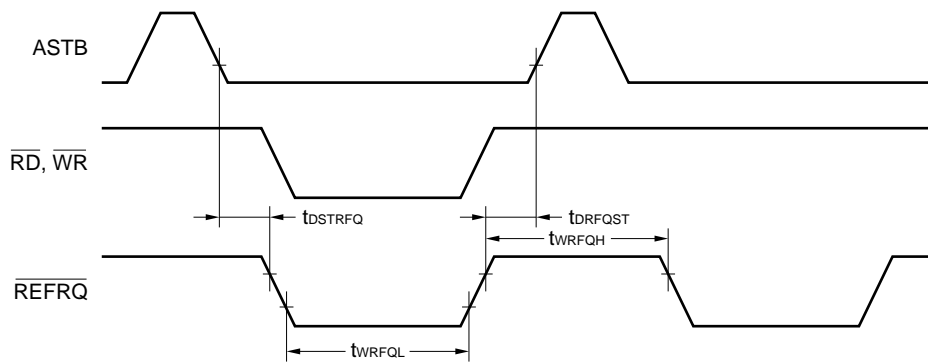 ASTB
RD, WR
tDSTRFQ
tDRFQST
tWRFQH
REFRQ
tWRFQL